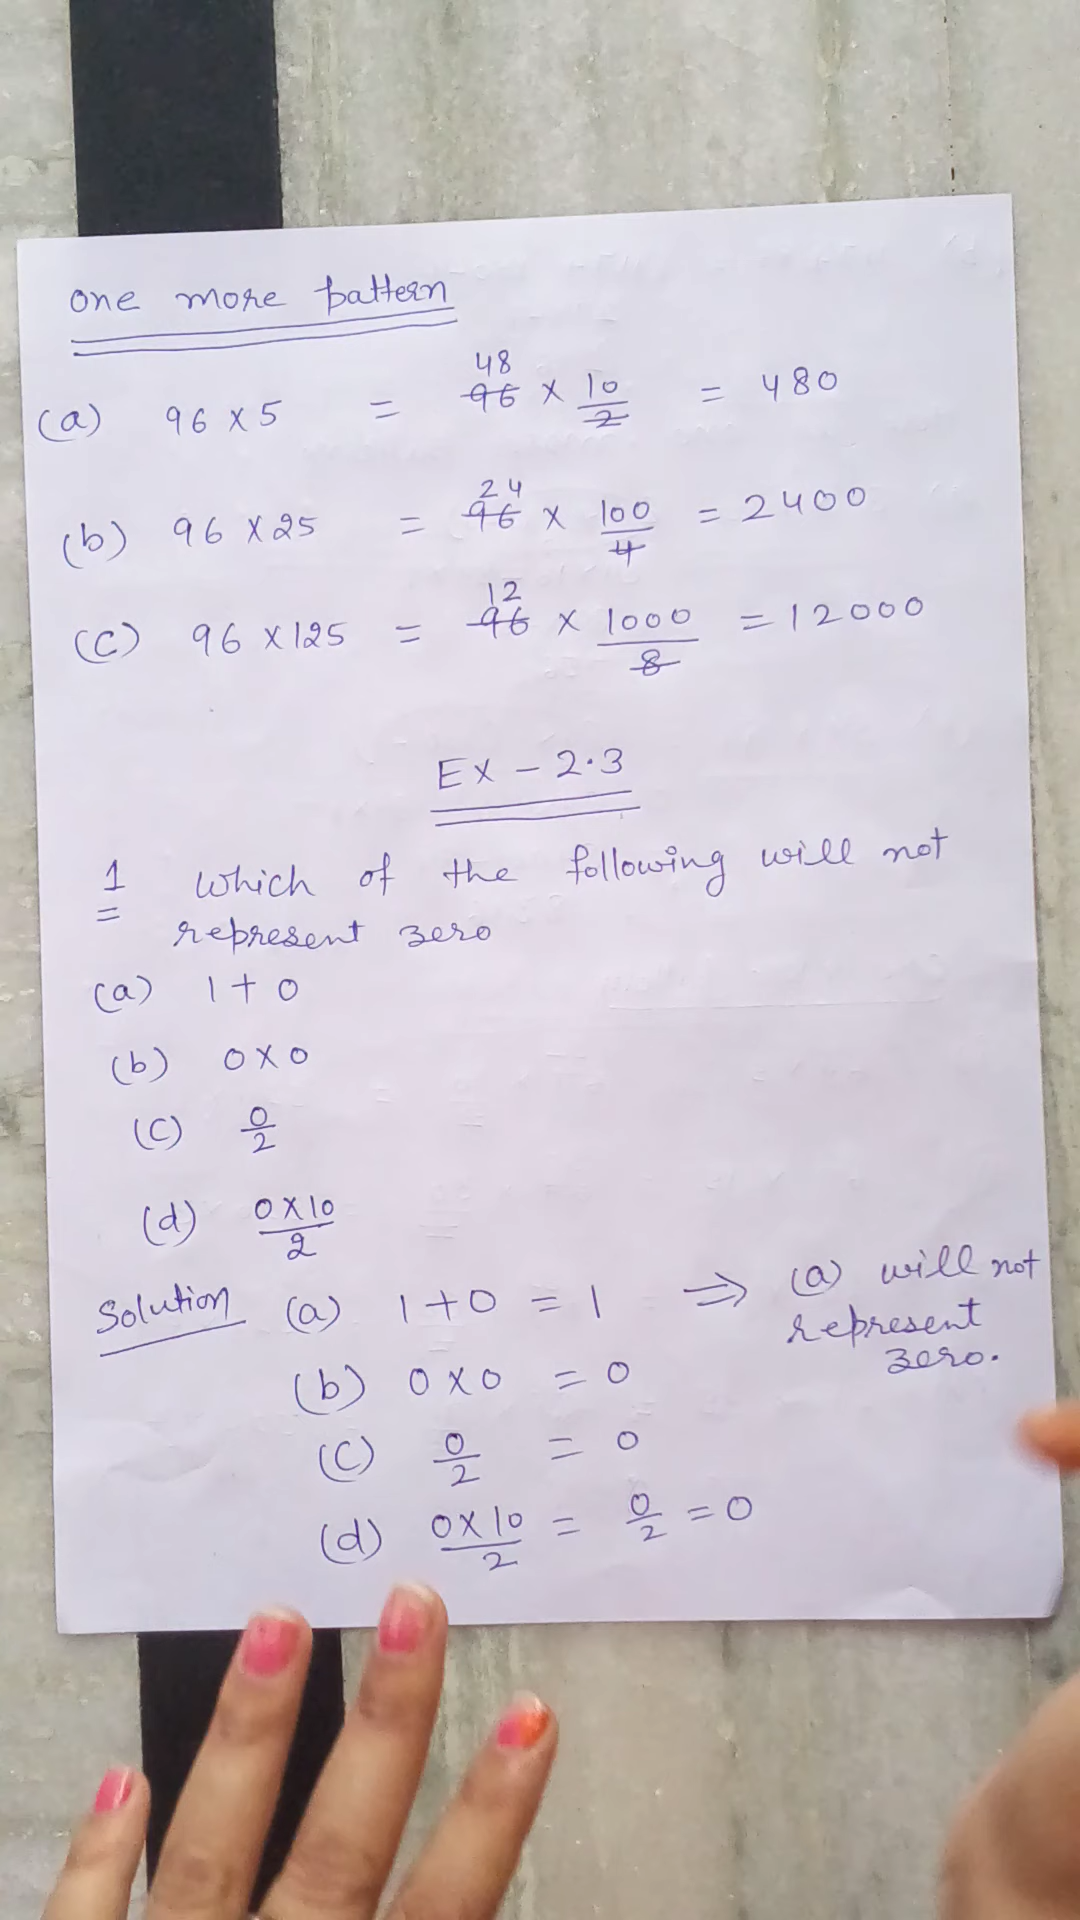 one more pattern
(a) 96 x 5 = 48 96 x 10/2 = 480
(b) 96 x 25 = 24 96 x 100/4 = 2400
(c) 96 x 125 = 12 96 x 1000/8 = 12000
Ex - 2.3
1 which of the following will not
represent zero
(a) 1 + 0
(b) 0 x 0
(c) 0/2
(d) 0 x 10/2
Solution (a) 1 + 0 = 1 ⇒ (a) will not
represent
zero.
(b) 0 x 0 = 0
(c) 0/2 = 0
(d) 0 x 10/2 = 0/2 = 0